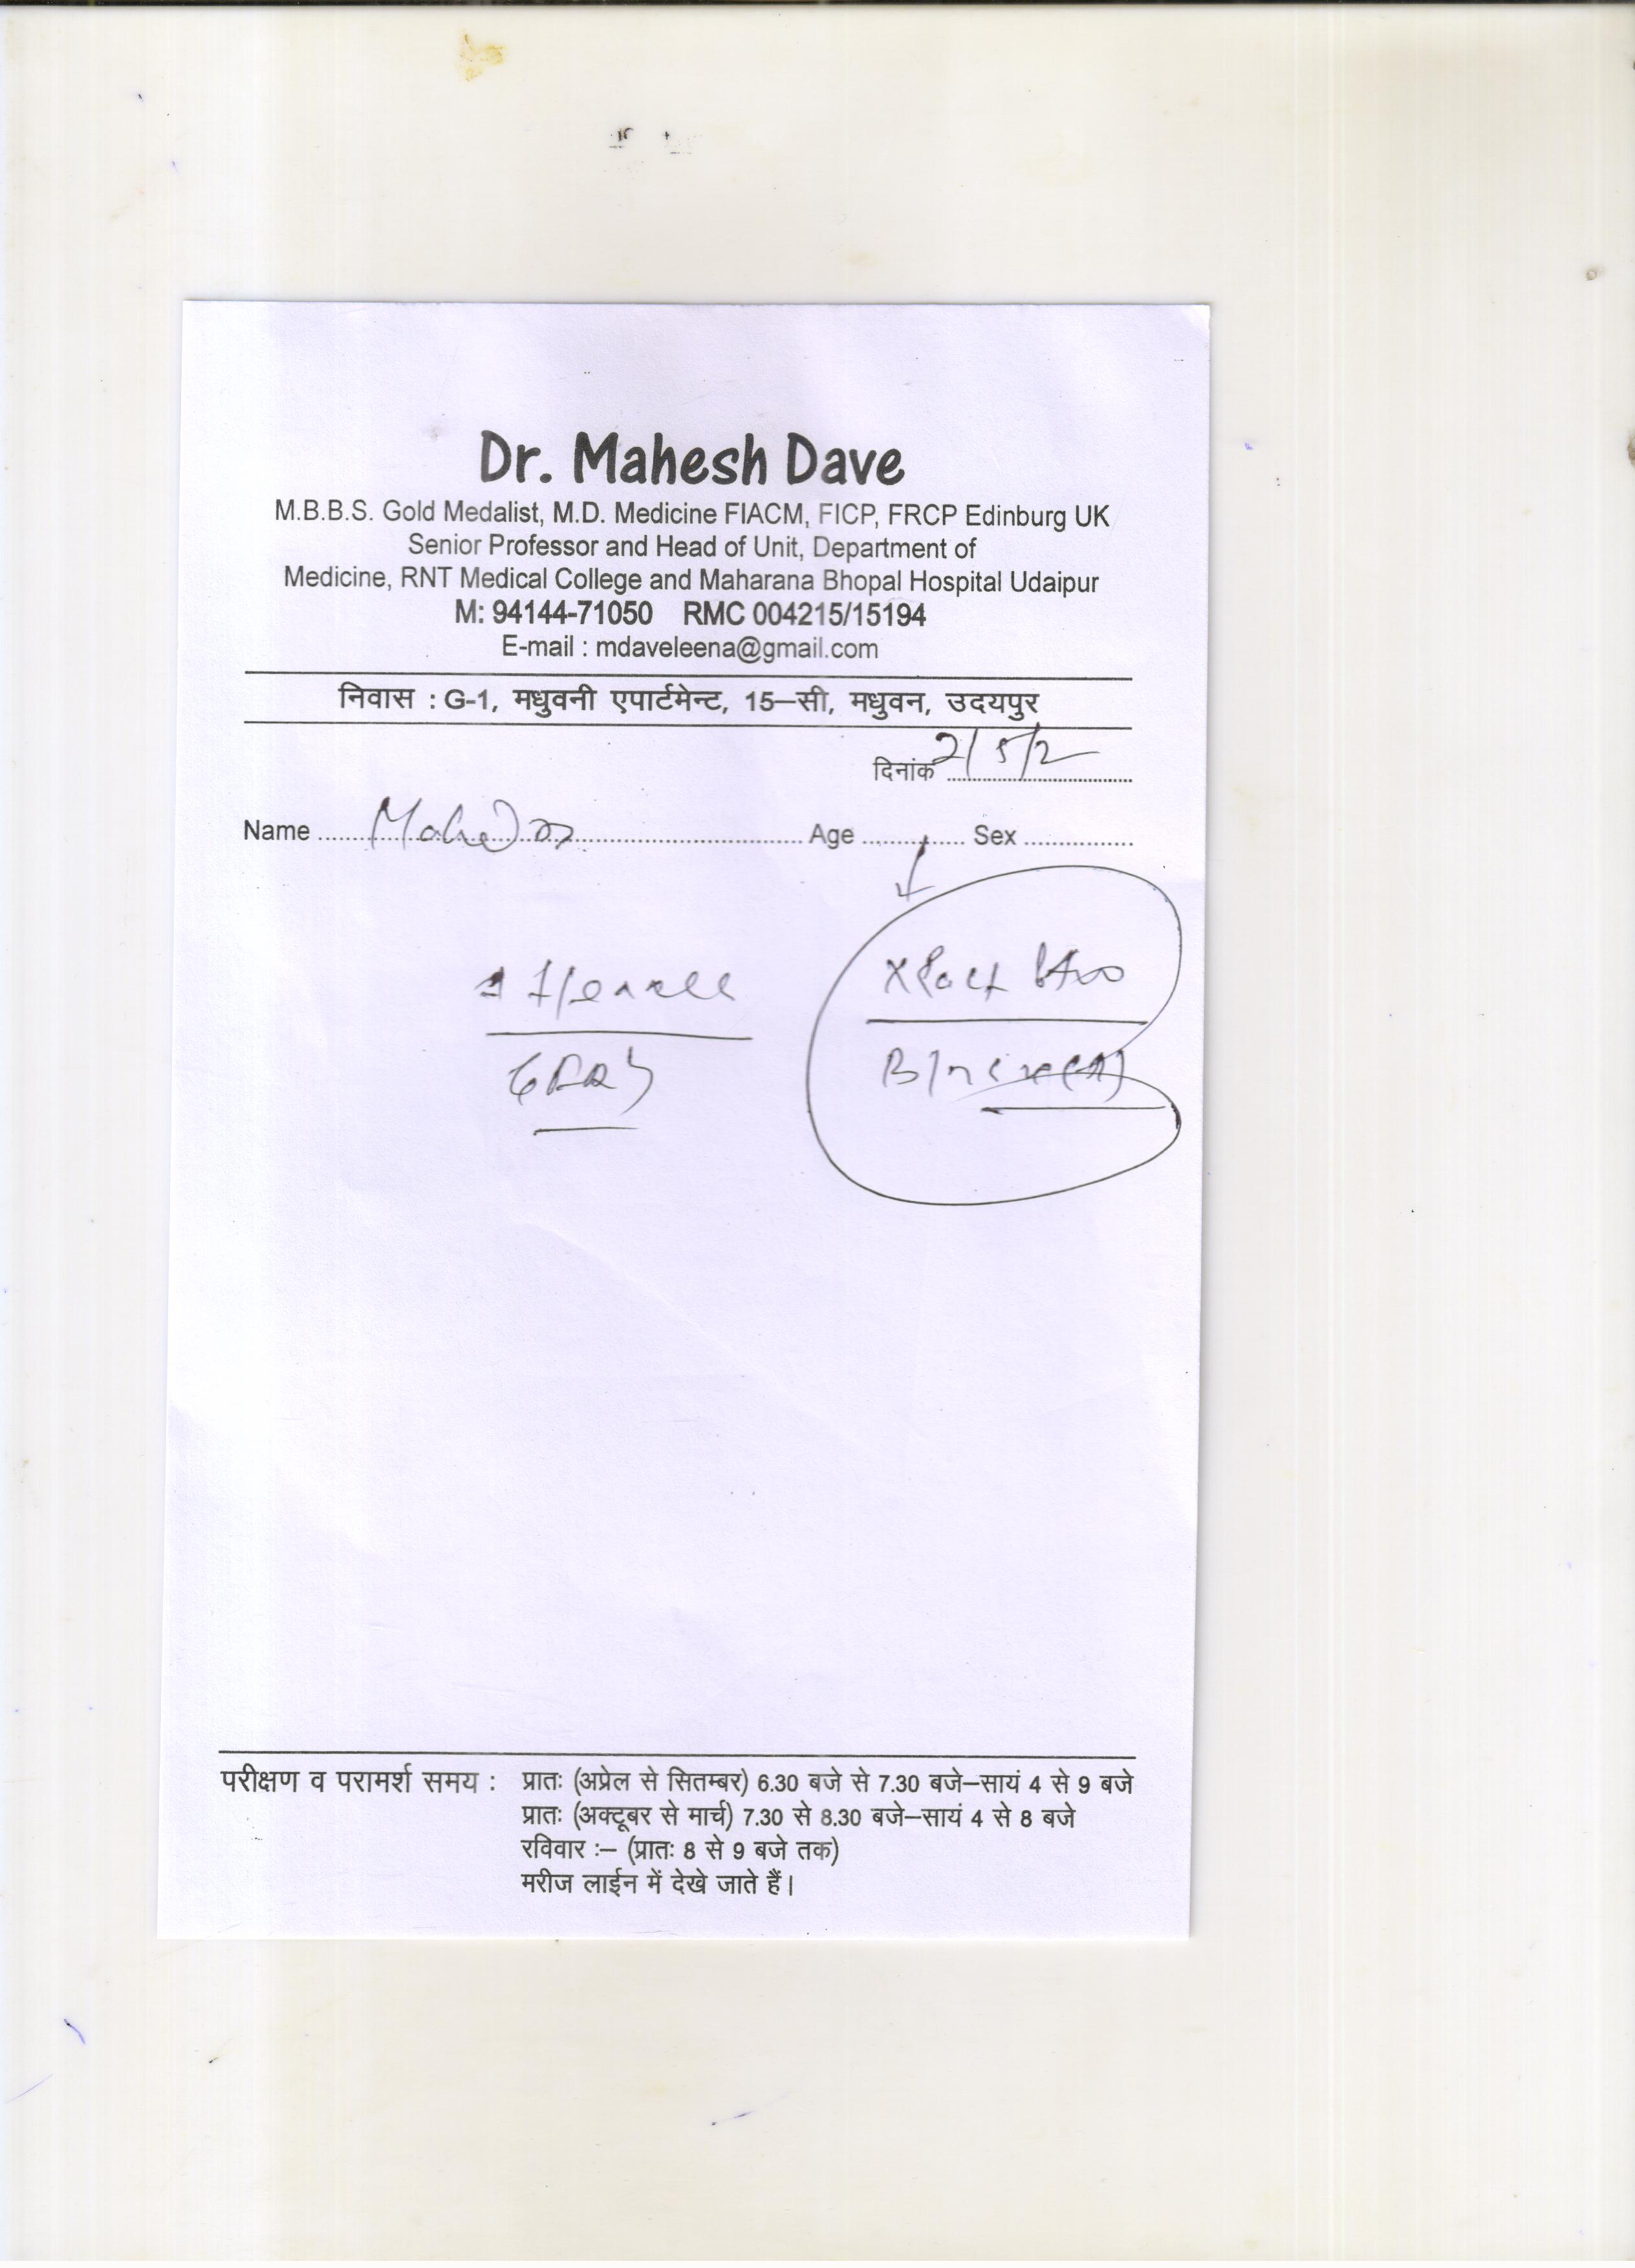 Dr. Mahesh Dave
M.B.B.S. Gold Medalist, M.D. Medicine FIACM, FICP, FRCP Edinburg UK
Senior Professor and Head of Unit, Department of
Medicine, RNT Medical College and Maharana Bhopal Hospital Udaipur
M: 94144-71050 RMC 004215/15194
E-mail : mdaveleena@gmail.com
निवास : G-1, मधुवनी एपार्टमेन्ट, 15–सी, मधुवन, उदयपुर
दिनांक 2/5/2
Name Age Sex
परीक्षण व परामर्श समय : प्रातः (अप्रेल से सितम्बर) 6.30 बजे से 7.30 बजे–सायं 4 से 9 बजे
प्रातः (अक्टूबर से मार्च) 7.30 से 8.30 बजे–सायं 4 से 8 बजे
रविवार :– (प्रातः 8 से 9 बजे तक)
मरीज लाईन में देखे जाते हैं।